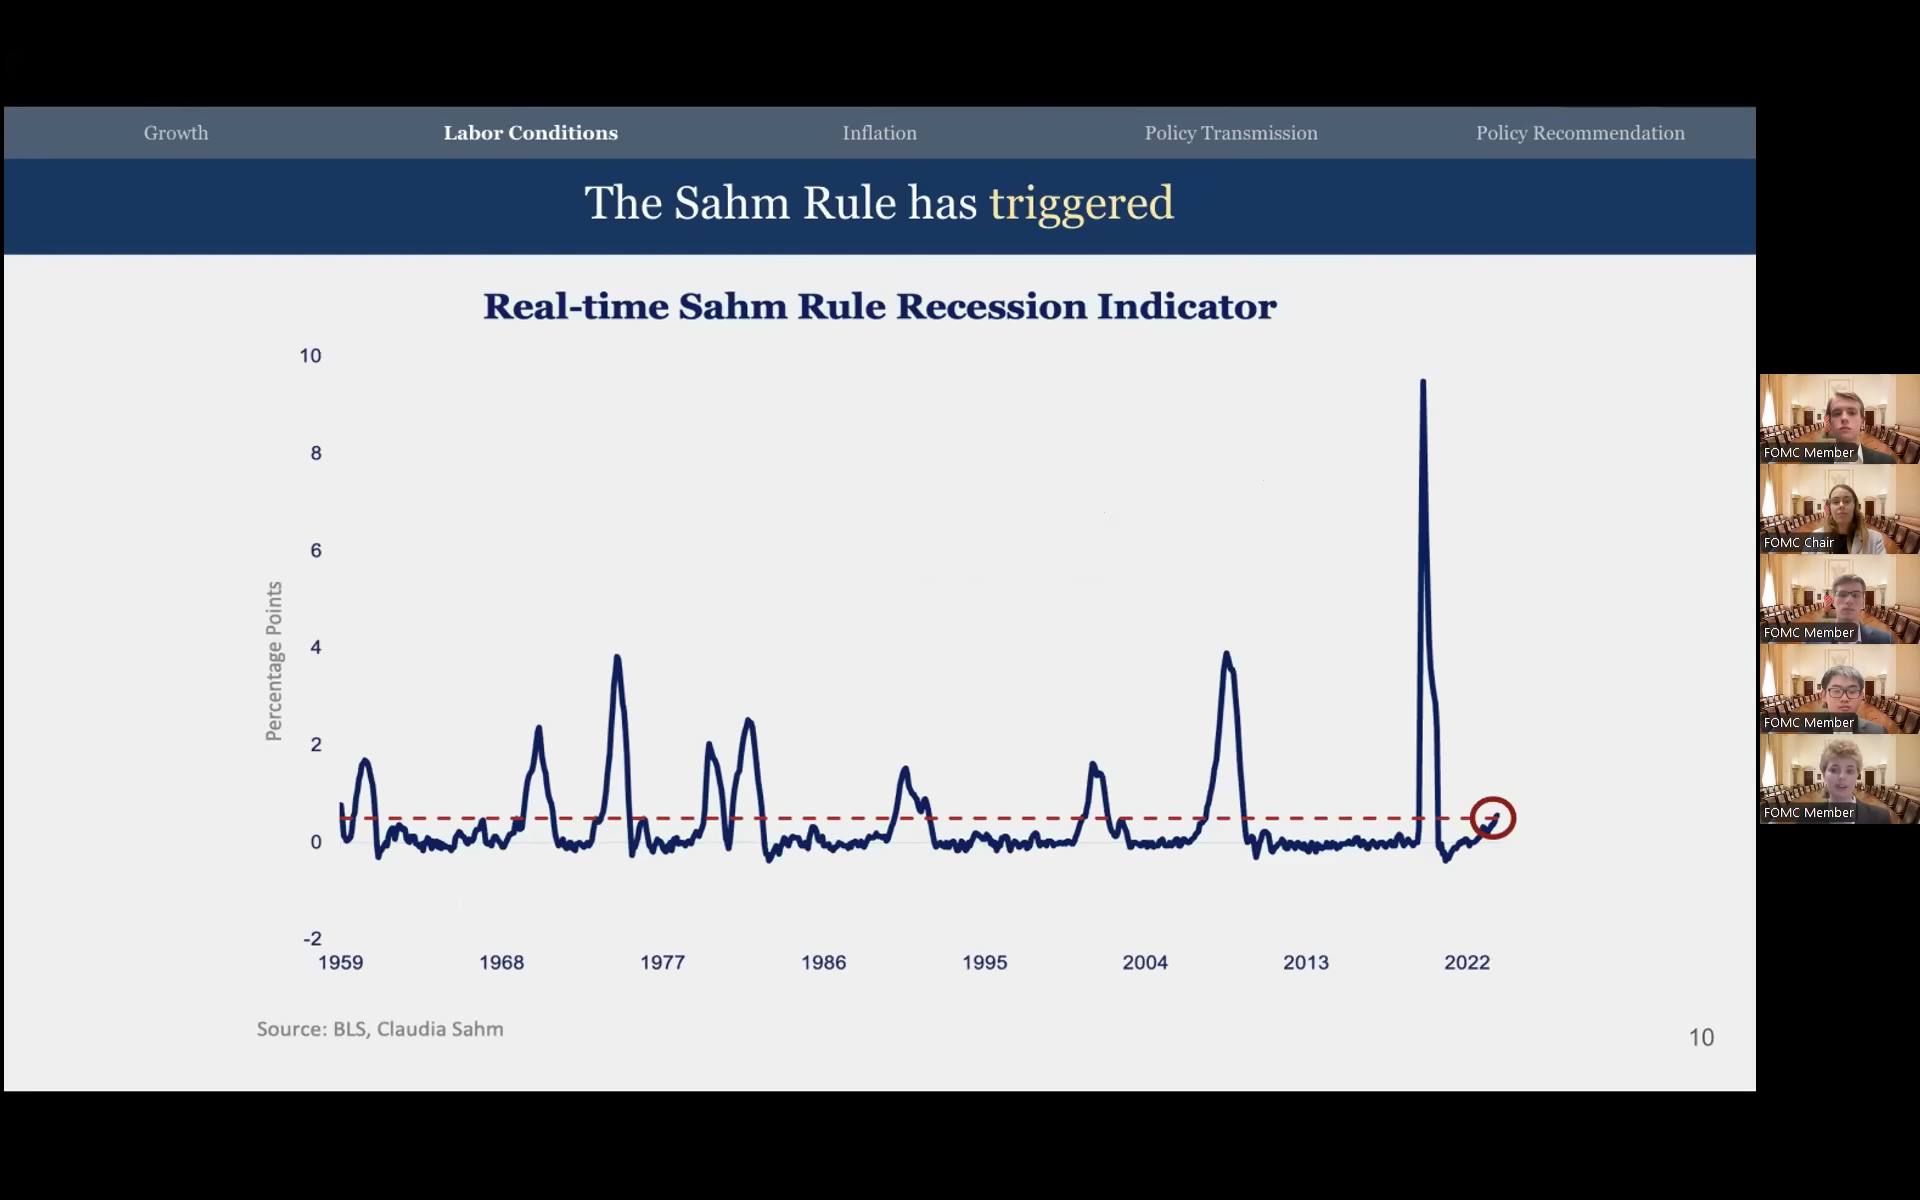 Growth
Labor Conditions
Inflation
Policy Transmission
Policy Recommendation
The Sahm Rule has triggered
Real-time Sahm Rule Recession Indicator
Percentage Points
10
8
6
4
2
0
-2
1959
1968
1977
1986
1995
2004
2013
2022
Source: BLS, Claudia Sahm
10
FOMC Member
FOMC Chair
FOMC Member
FOMC Member
FOMC Member